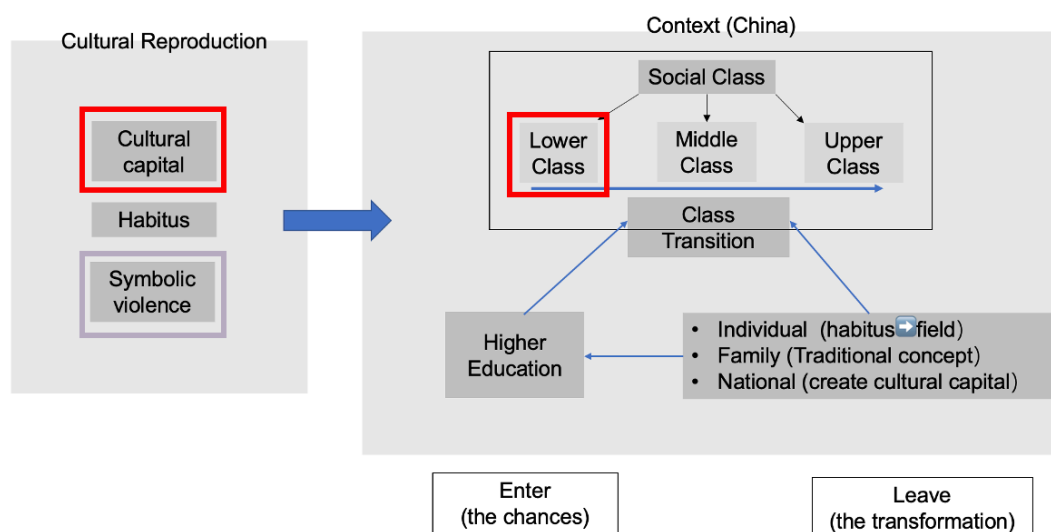 Cultural Reproduction
Cultural
capital
Habitus
Symbolic
violence
Context (China)
Social Class
Lower
Class
Middle
Class
Upper
Class
Class
Transition
Higher
Education
• Individual (habitus➡field)
• Family (Traditional concept)
• National (create cultural capital)
Enter
(the chances)
Leave
(the transformation)